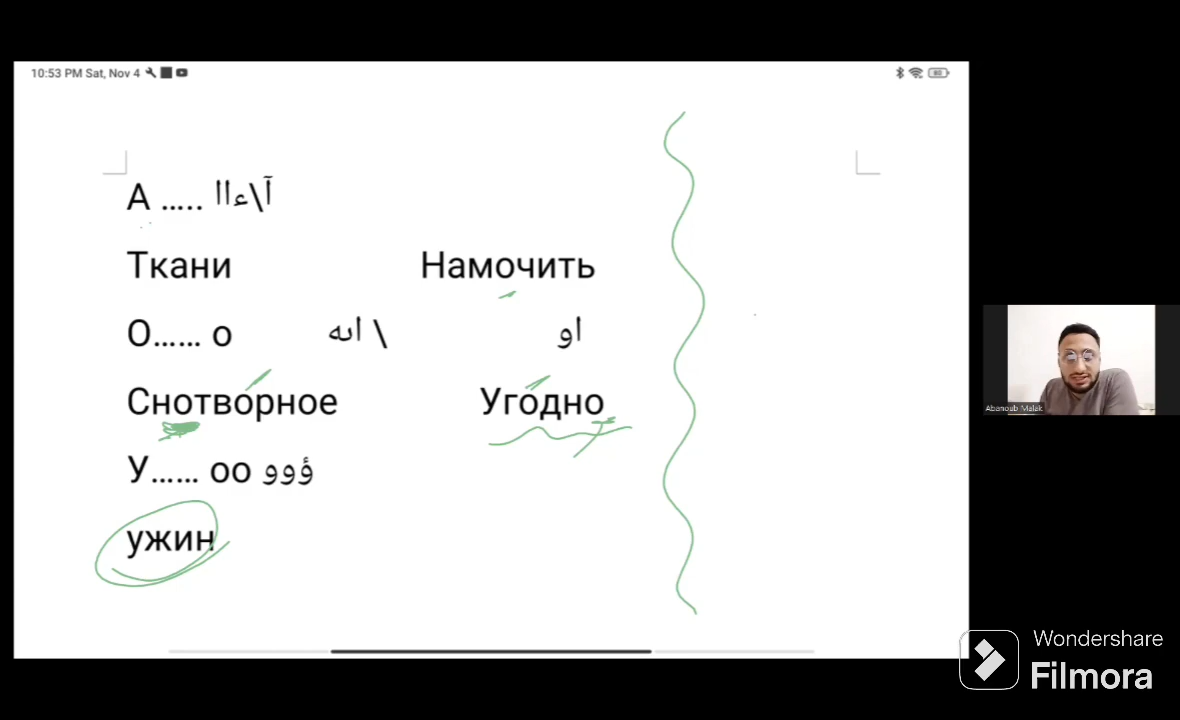 10:53 PM Sat, Nov 4
А ..... آ\ءاا
Ткани Намочить
О...... о \ اىه او
Снотворное Угодно
У...... оо ؤوو
ужин
Abanoub Malak
Wondershare
Filmora